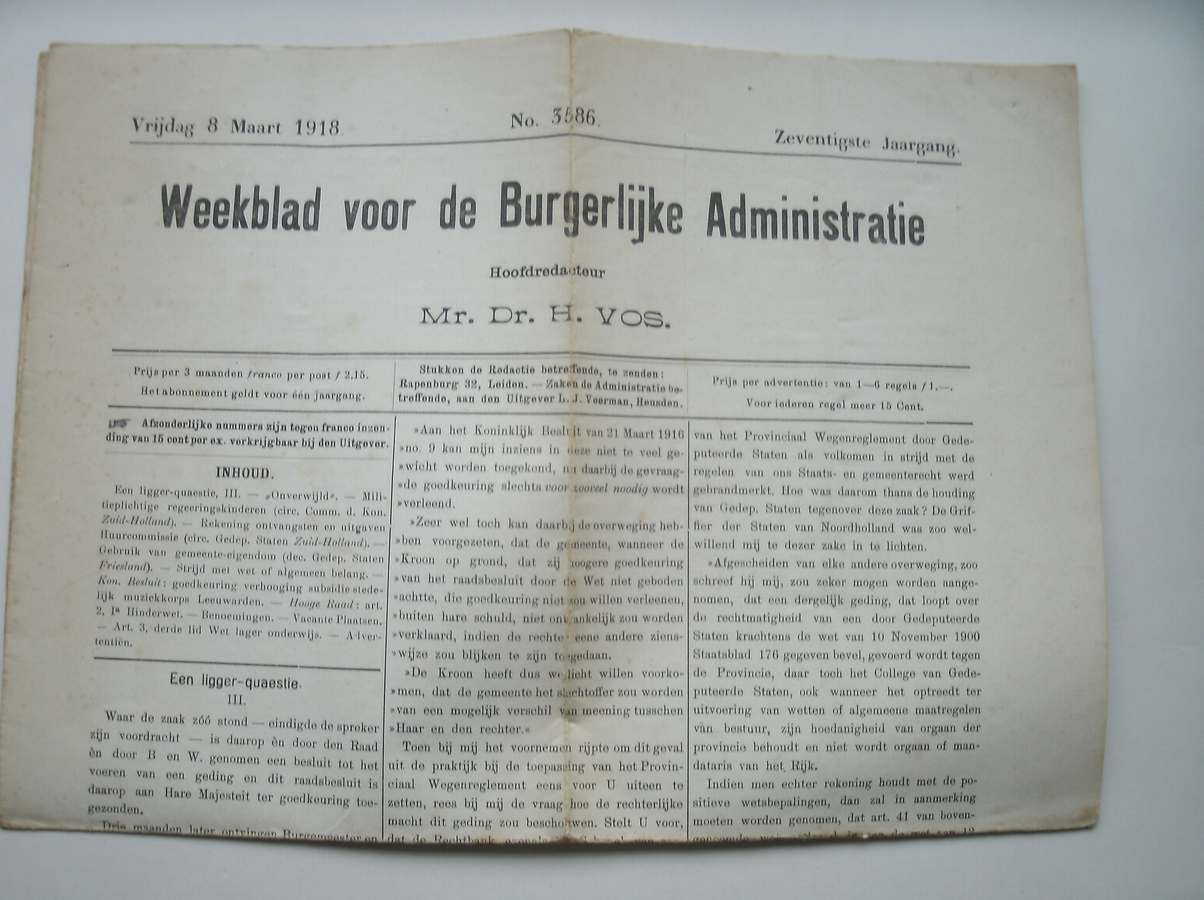 Vrijdag 8 Maart 1918
No. 3586.
Zeventigste Jaargang.
Weekblad voor de Burgerlijke Administratie
Hoofdredacteur
Mr. Dr. H. VOS.
Prijs per 3 maanden franco per post f 2,15.
Het abonnement geldt voor één jaargang.
Stukken de Redactie betreffende, te zenden:
Rapenburg 32, Leiden. — Zaken de Administratie be-
treffende, aan den Uitgever L. J. Veerman, Heusden.
Prijs per advertentie: van 1—6 regels f 1.—.
Voor iederen regel meer 15 Cent.
Afzonderlijke nummers zijn tegen franco inzen-
ding van 15 cent per ex. verkrijgbaar bij den Uitgever.
INHOUD.
Een ligger-quaestie, III. — »Onverwijld«. — Mili-
tieplichtige regeeringskinderen (circ. Comm. d. Kon.
Zuid-Holland). — Rekening ontvangsten en uitgaven
Huurcommissie (circ. Gedep. Staten Zuid-Holland). —
Gebruik van gemeente-eigendom (dec. Gedep. Staten
Friesland). — Strijd met wet of algemeen belang. —
Kon. Besluit: goedkeuring verhooging subsidie stede-
lijk muziekkorps Leeuwarden. — Hooge Raad: art.
2, Iª Hinderwet. — Benoemingen. — Vacante Plaatsen.
— Art. 3, derde lid Wet lager onderwijs. — Adver-
tentiën.
Een ligger-quaestie.
III.
Waar de zaak zóó stond — eindigde de spreker
zijn voordracht — is daarop èn door den Raad
èn door B en W. genomen een besluit tot het
voeren van een geding en dit raadsbesluit is
daarop aan Hare Majesteit ter goedkeuring toe-
gezonden.
Drie maanden later ontvingen Burgemeester en
»Aan het Koninklijk Besluit van 21 Maart 1916
»no. 9 kan mijn inziens in deze niet te veel ge-
»wicht worden toegekend, na daarbij de gevraag-
»de goedkeuring slechts voor zooveel noodig wordt
»verleend.
»Zeer wel toch kan daarbij de overweging heb-
»ben voorgezeten, dat de gemeente, wanneer de
»Kroon op grond, dat zij hoogere goedkeuring
»van het raadsbesluit door de Wet niet geboden
»achtte, die goedkeuring niet zou willen verleenen,
»buiten hare schuld, niet ontvankelijk zou worden
»verklaard, indien de rechter eene andere ziens-
»wijze zou blijken te zijn toegedaan.
»De Kroon heeft dus wellicht willen voorko-
»men, dat de gemeente het slachtoffer zou worden
»van een mogelijk verschil van meening tusschen
»Haar en den rechter.«
Toen bij mij het voornemen rijpte om dit geval
uit de praktijk bij de toepassing van het Provin-
ciaal Wegenreglement eens voor U uiteen te
zetten, rees bij mij de vraag hoe de rechterlijke
macht dit geding zou beschouwen. Stelt U voor,
dat de Rechtbank
van het Provinciaal Wegenreglement door Gede-
puteerde Staten als volkomen in strijd met de
regelen van ons Staats- en gemeenterecht werd
gebrandmerkt. Hoe was daarom thans de houding
van Gedep. Staten tegenover deze zaak? De Grif-
fier der Staten van Noordholland was zoo wel-
willend mij te dezer zake in te lichten.
»Afgescheiden van elke andere overweging, zoo
schreef hij mij, zou zeker mogen worden aange-
nomen, dat een dergelijk geding, dat loopt over
de rechtmatigheid van een door Gedeputeerde
Staten krachtens de wet van 10 November 1900
Staatsblad 176 gegeven bevel, gevoerd wordt tegen
de Provincie, daar toch het College van Gede-
puteerde Staten, ook wanneer het optreedt ter
uitvoering van wetten of algemeene maatregelen
vàn bestuur, zijn hoedanigheid van orgaan der
provincie behoudt en niet wordt orgaan of man-
dataris van het Rijk.
Indien men echter rekening houdt met de po-
sitieve wetsbepalingen, dan zal in aanmerking
moeten worden genomen, dat art. 41 van boven-